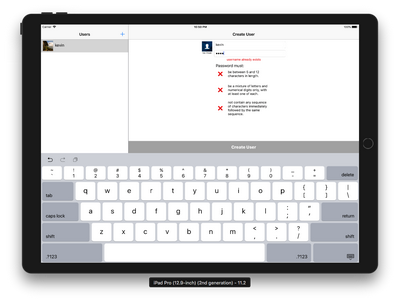 Carrier
10:00 PM
100%
Users
+
Create User
kevin
kevin
••••
username already exists
Password must:
be between 5 and 12
characters in length.
be a mixture of letters and
numerical digits only, with
at least one of each.
not contain any sequence
of characters immediately
followed by the same
sequence.
Create User
~ ! @ # $ % ^ & * ( ) _ +
` 1 2 3 4 5 6 7 8 9 0 - = delete
tab q w e r t y u i o p { [ } ] | \
caps lock a s d f g h j k l : ; " ' return
shift z x c v b n m < , > . ? / shift
.?123 .?123
iPad Pro (12.9-inch) (2nd generation) - 11.2